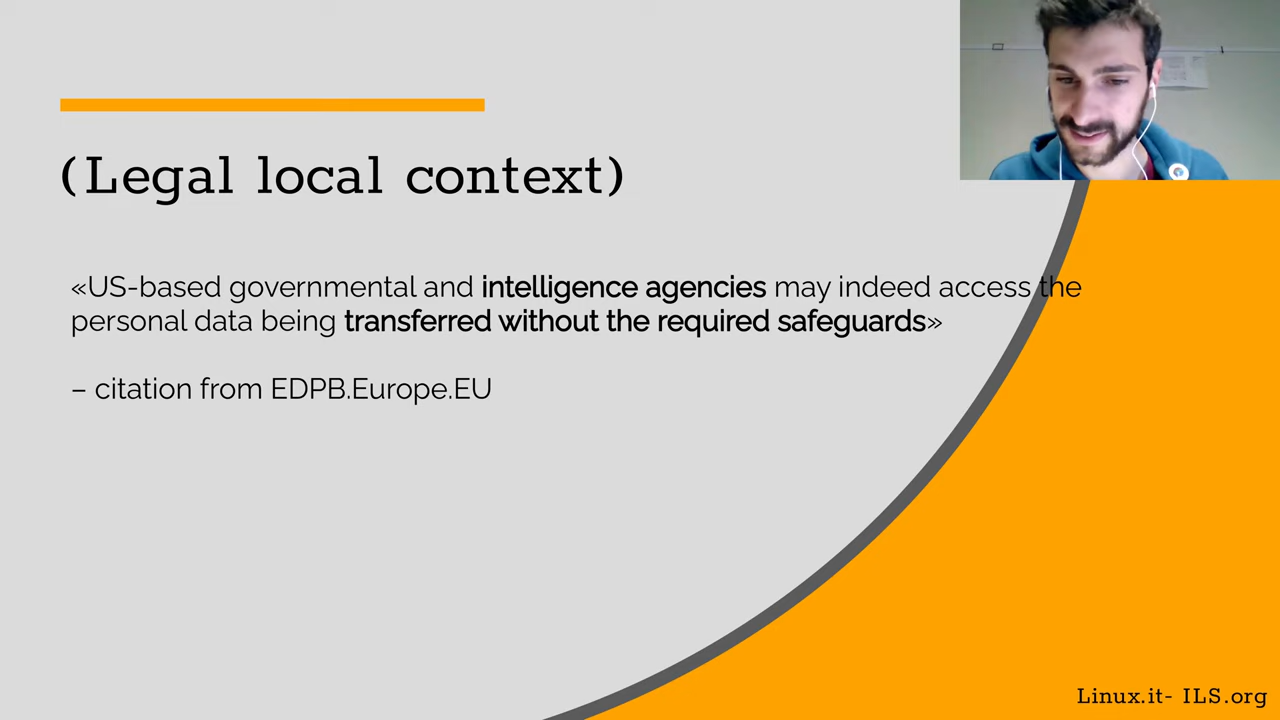 (Legal local context)
«US-based governmental and intelligence agencies may indeed access the
personal data being transferred without the required safeguards»
– citation from EDPB.Europe.EU
Linux.it- ILS.org